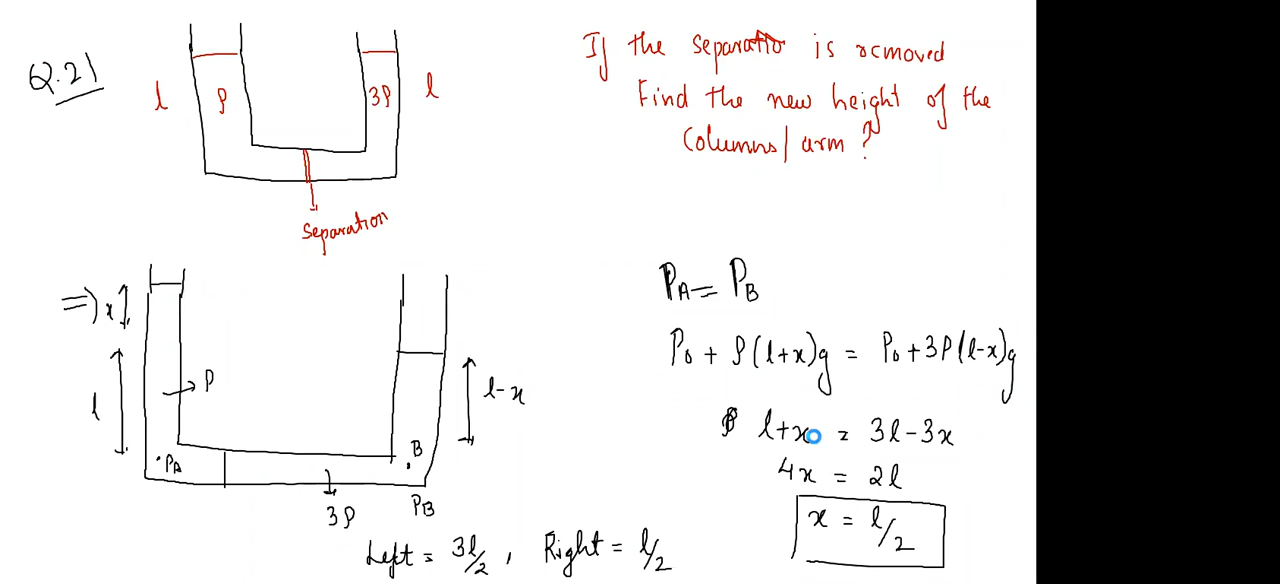 Q.21
l
ρ
3ρ
l
If the separatio is removed
Find the new height of the
Columns/arm?
Separation
=> x
l
ρ
l-x
.PA
B
3ρ
PB
PA = PB
P0 + ρ(l+x)g = P0 + 3ρ(l-x)g
l+x = 3l-3x
4x = 2l
x = l/2
Left = 3l/2, Right = l/2